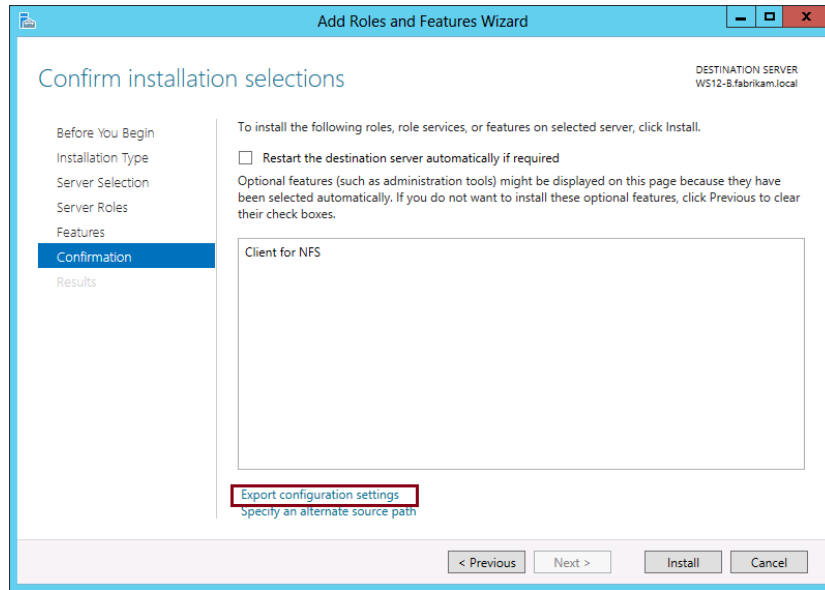 Add Roles and Features Wizard
Confirm installation selections
DESTINATION SERVER
WS12-B.fabrikam.local
Before You Begin
Installation Type
Server Selection
Server Roles
Features
Confirmation
Results
To install the following roles, role services, or features on selected server, click Install.
Restart the destination server automatically if required
Optional features (such as administration tools) might be displayed on this page because they have
been selected automatically. If you do not want to install these optional features, click Previous to clear
their check boxes.
Client for NFS
Export configuration settings
Specify an alternate source path
< Previous
Next >
Install
Cancel